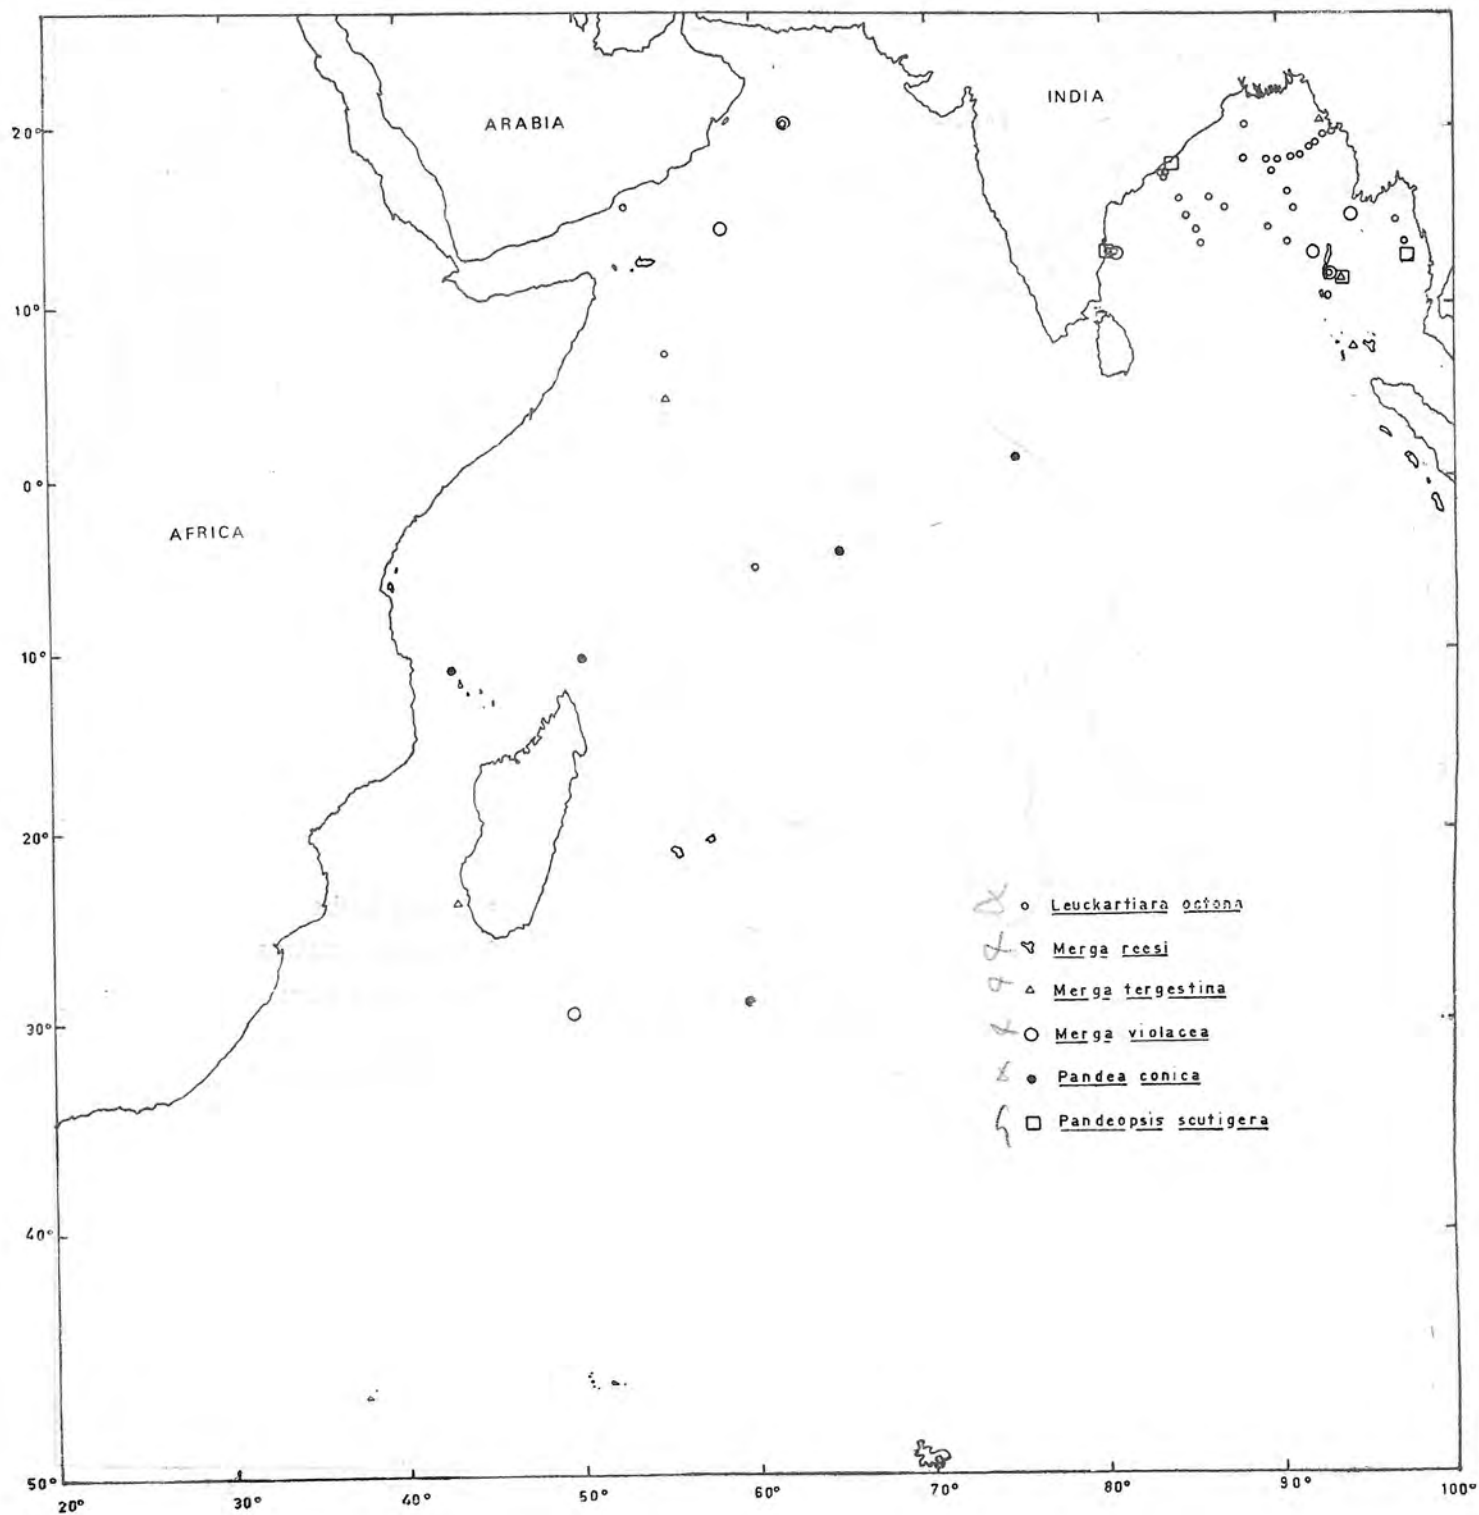 INDIA
ARABIA
20°
10°
0°
AFRICA
10°
20°
Leuckartiara octona
Merga reesi
Merga tergestina
30°
Merga violacea
Pandea conica
Pandeopsis scutigera
40°
50°
20° 30° 40° 50° 60° 70° 80° 90° 100°